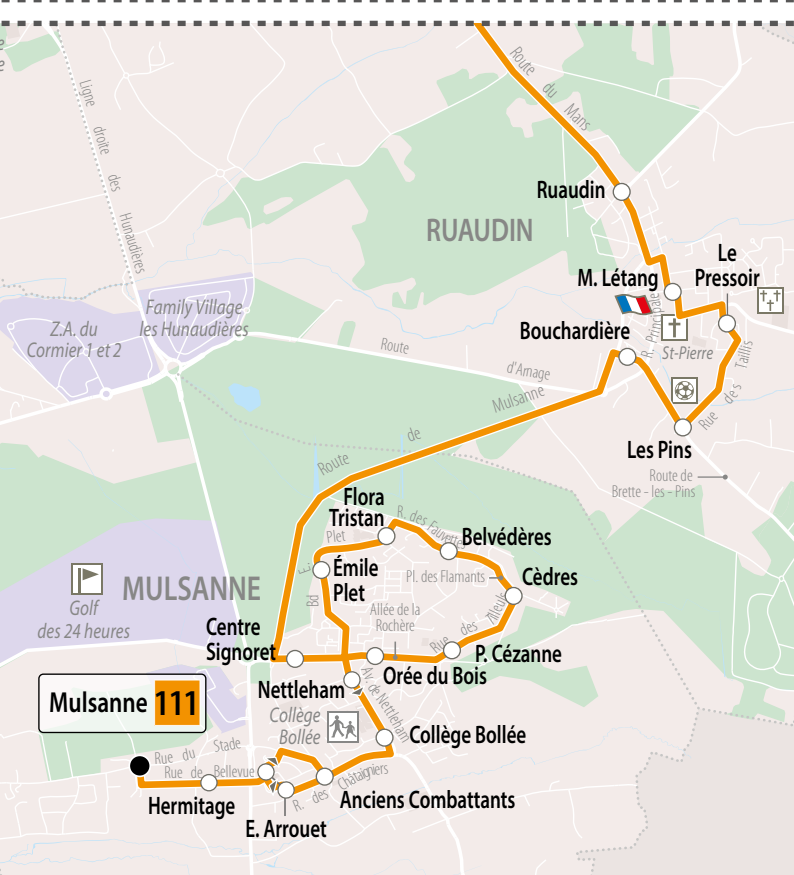 Route
du
Mans
Ligne
droite
des
Hunaudières
Ruaudin
RUAUDIN
Le
Pressoir
M. Létang
R. Principale
Bouchardière
St-Pierre
Family Village
les Hunaudières
Z.A. du
Cormier 1 et 2
Route
d'Arnage
Rue des Taillis
Mulsanne
de
Route
Les Pins
Route de
Brette - les - Pins
Flora
Tristan
R. des Fauvettes
Plet
E.
Bd
Belvédères
Émile
Plet
Pl. des Flamants
Cèdres
MULSANNE
Golf
des 24 heures
Allée de la
Rochère
Rue des Tilleuls
Centre
Signoret
P. Cézanne
Orée du Bois
Nettleham
Av. de Nettleham
Mulsanne 111
Collège
Bollée
Collège Bollée
Rue du Stade
Rue de Bellevue
R. des Châtaigniers
Hermitage
Anciens Combattants
E. Arrouet